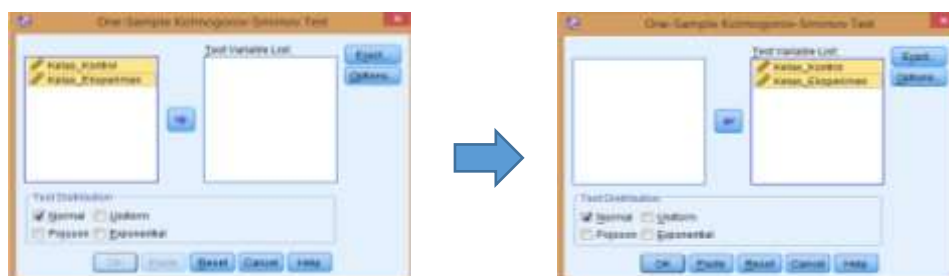 One-Sample Kolmogorov-Smirnov Test
Test Variable List:
Kelas_Kontrol
Kelas_Eksperimen
Exact...
Options...
Test Distribution
Normal Uniform
Poisson Exponential
OK Paste Reset Cancel Help
One-Sample Kolmogorov-Smirnov Test
Test Variable List:
Kelas_Kontrol
Kelas_Eksperimen
Exact...
Options...
Test Distribution
Normal Uniform
Poisson Exponential
OK Paste Reset Cancel Help